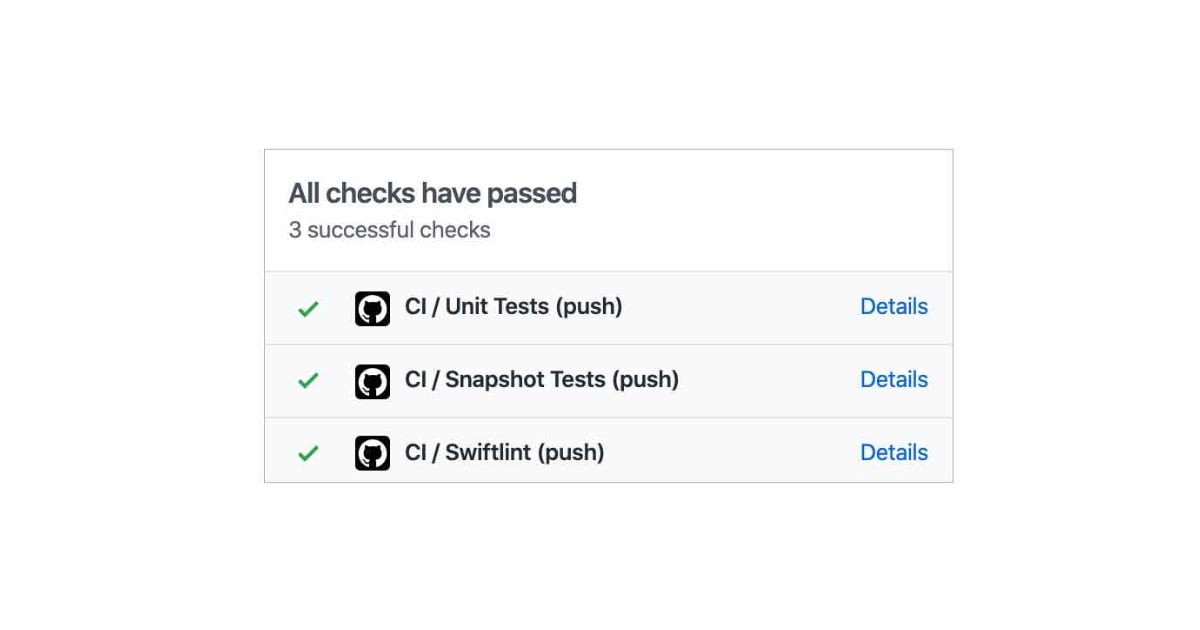 All checks have passed
3 successful checks
CI / Unit Tests (push) Details
CI / Snapshot Tests (push) Details
CI / Swiftlint (push) Details